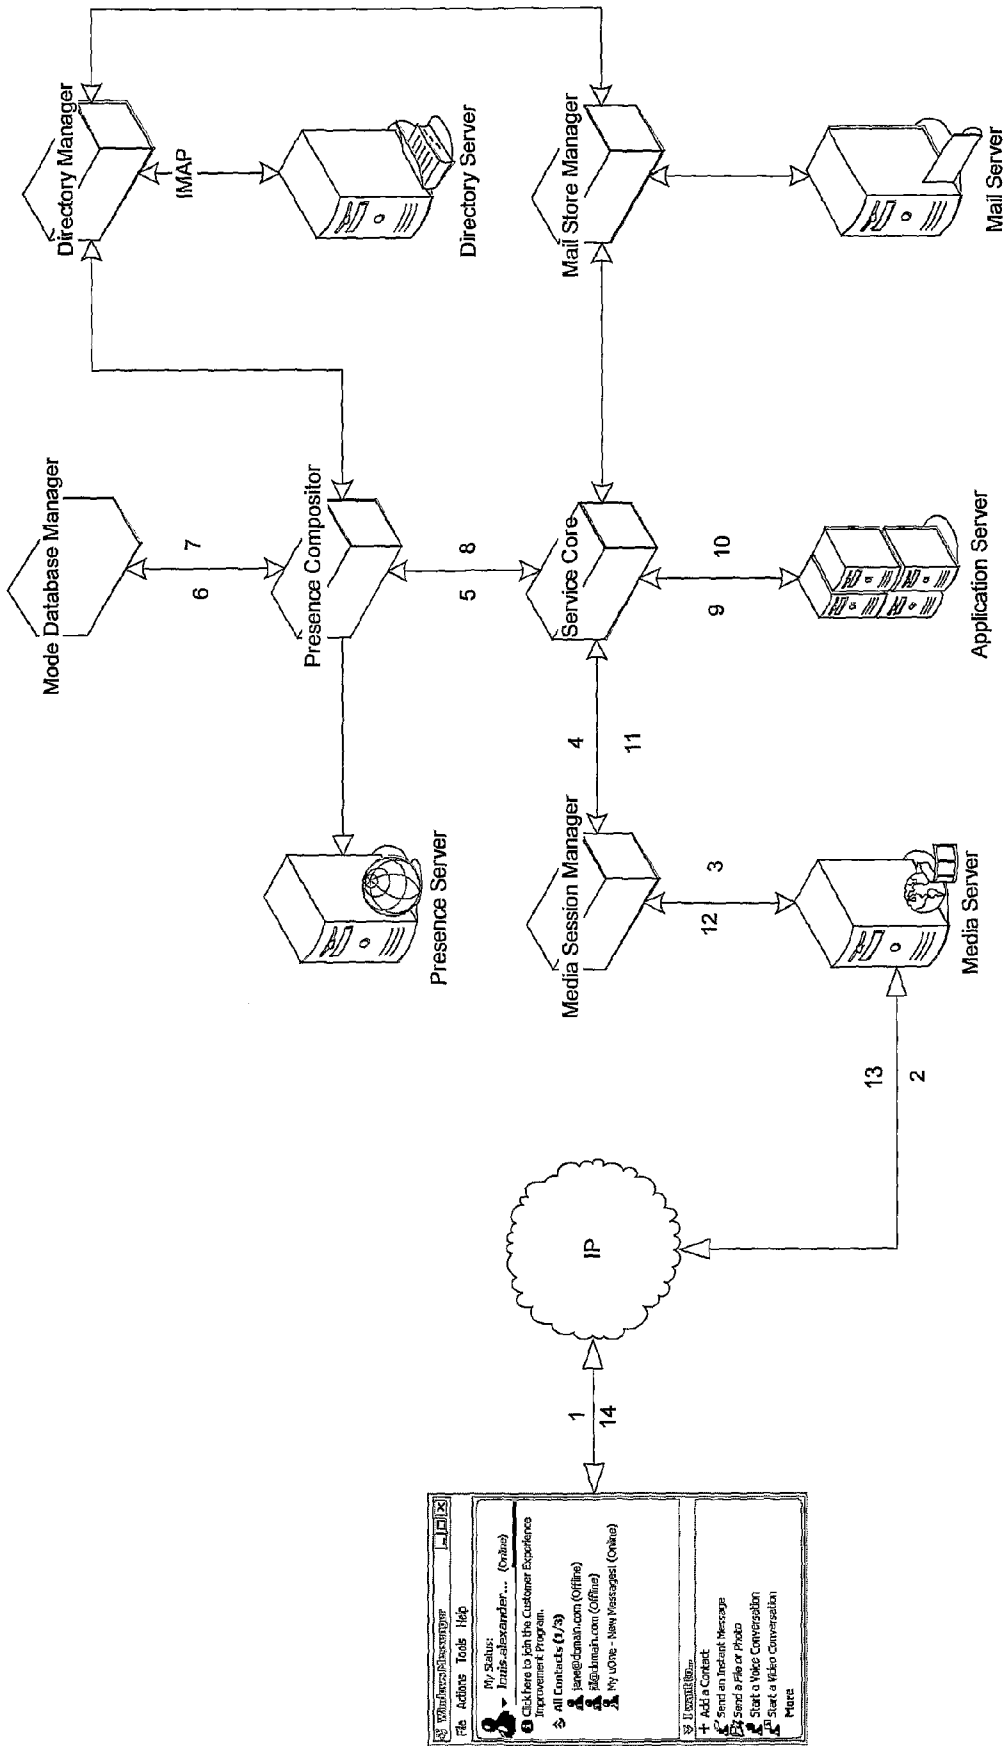 Windows Messenger
File Actions Tools Help
My Status:
louis.alexander... (Online)
Click here to join the Customer Experience
Improvement Program.
All Contacts (1/3)
jane@domain.com (Offline)
jil@domain.com (Offline)
My uOne - New Messages! (Online)
I want to...
+ Add a Contact
Send an Instant Message
Send a File or Photo
Start a Voice Conversation
Start a Video Conversation
More
1
14
IP
13
2
Presence Server
Media Session Manager
12
3
Media Server
4
11
Mode Database Manager
6
7
Presence Compositor
5
8
Service Core
9
10
Application Server
Directory Manager
IMAP
Directory Server
Mail Store Manager
Mail Server